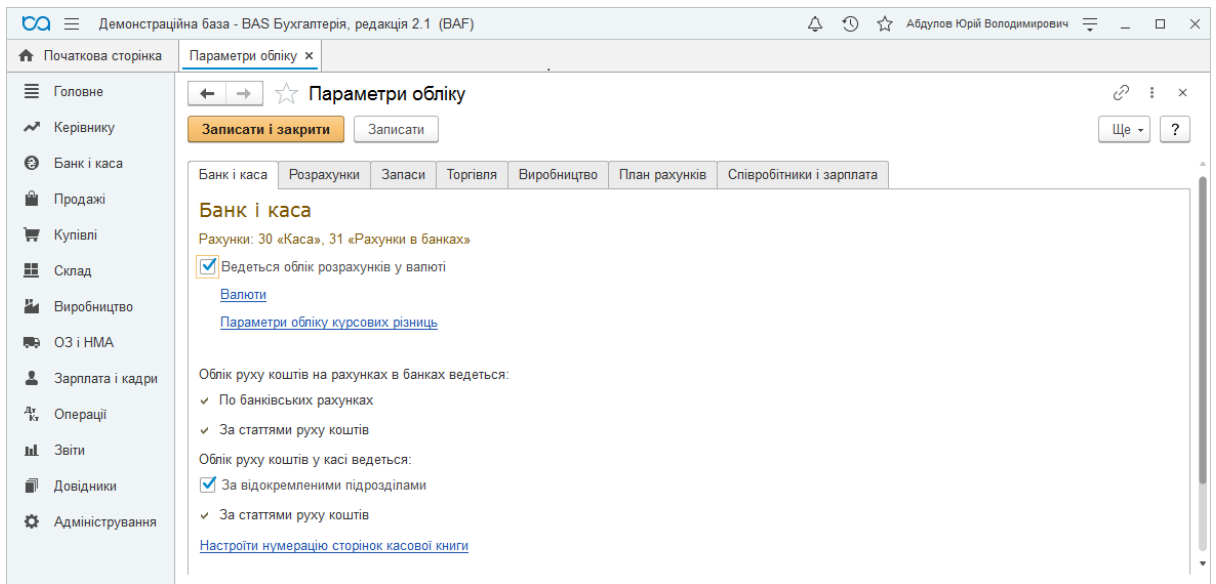 Демонстраційна база - BAS Бухгалтерія, редакція 2.1 (BAF) Абдулов Юрій Володимирович
Початкова сторінка Параметри обліку ×
Головне
Керівнику
Банк і каса
Продажі
Купівлі
Склад
Виробництво
ОЗ і НМА
Зарплата і кадри
Дт Кт Операції
Звіти
Довідники
Адміністрування
Параметри обліку
Записати і закрити Записати Ще ?
Банк і каса Розрахунки Запаси Торгівля Виробництво План рахунків Співробітники і зарплата
Банк і каса
Рахунки: 30 «Каса», 31 «Рахунки в банках»
Ведеться облік розрахунків у валюті
Валюти
Параметри обліку курсових різниць
Облік руху коштів на рахунках в банках ведеться:
По банківських рахунках
За статтями руху коштів
Облік руху коштів у касі ведеться:
За відокремленими підрозділами
За статтями руху коштів
Настроїти нумерацію сторінок касової книги